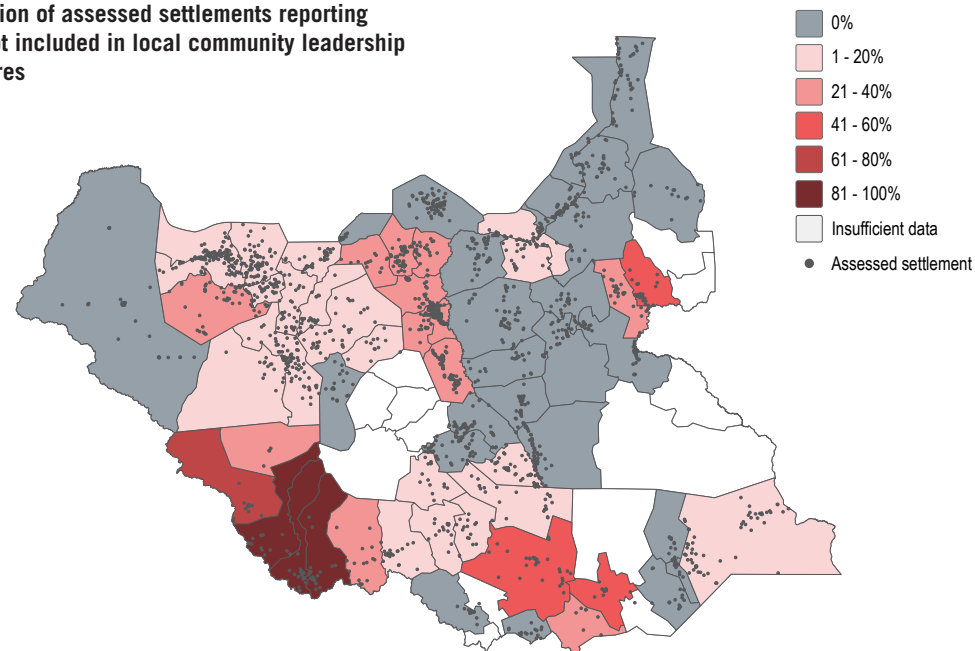 ion of assessed settlements reporting
t included in local community leadership
res
0%
1 - 20%
21 - 40%
41 - 60%
61 - 80%
81 - 100%
Insufficient data
Assessed settlement